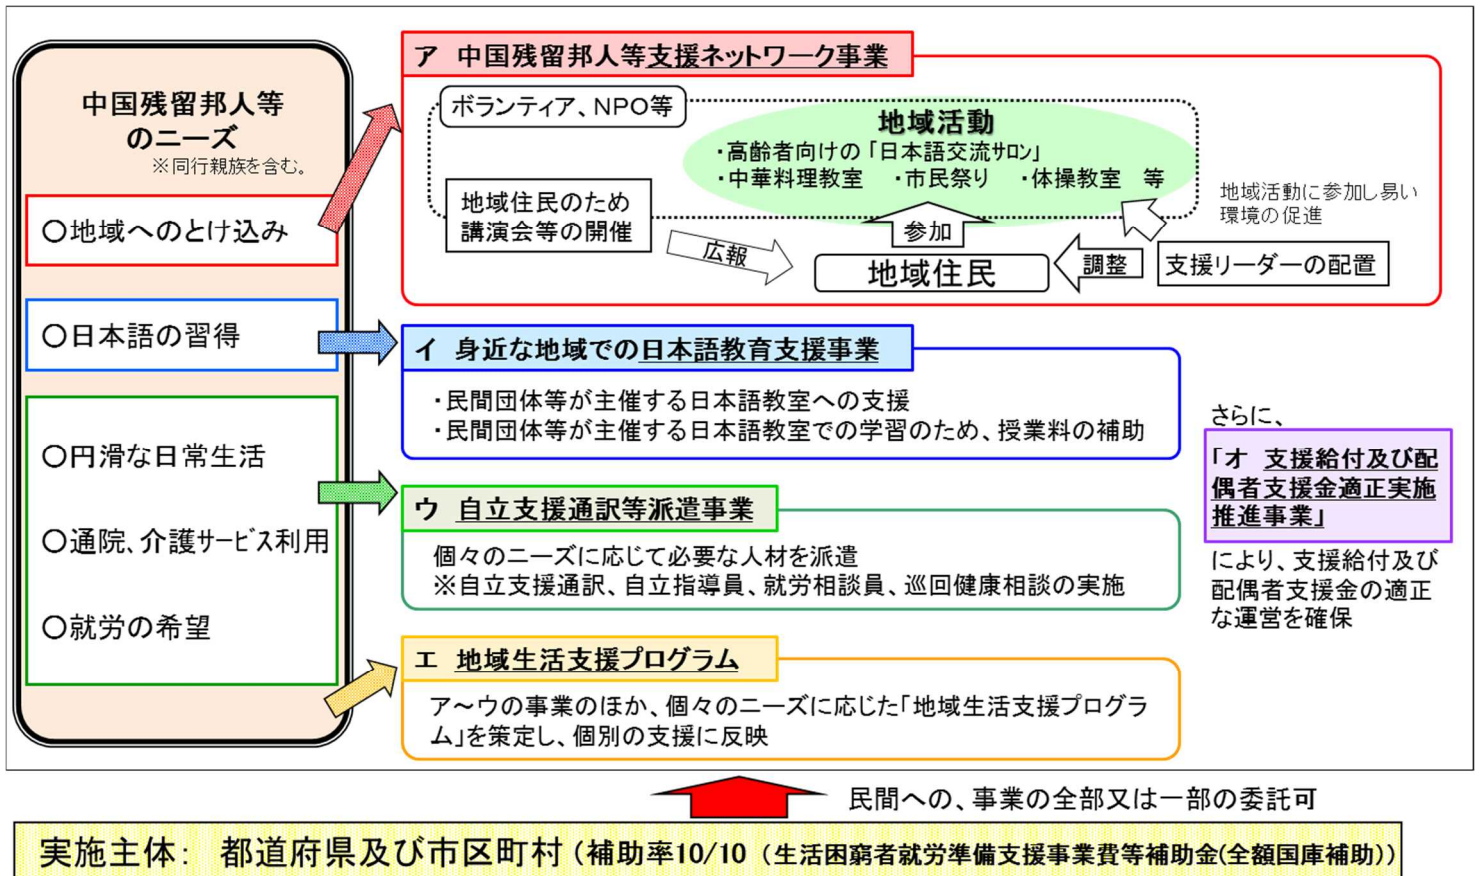 中国残留邦人等
のニーズ
※同行親族を含む。
〇地域へのとけ込み
〇日本語の習得
〇円滑な日常生活
〇通院、介護サービス利用
〇就労の希望
ア　中国残留邦人等支援ネットワーク事業
ボランティア、NPO等
地域活動
・高齢者向けの「日本語交流サロン」
・中華料理教室　・市民祭り　・体操教室　等
地域住民のため
講演会等の開催
広報
参加
地域住民
調整
支援リーダーの配置
地域活動に参加し易い
環境の促進
イ　身近な地域での日本語教育支援事業
・民間団体等が主催する日本語教室への支援
・民間団体等が主催する日本語教室での学習のため、授業料の補助
ウ　自立支援通訳等派遣事業
個々のニーズに応じて必要な人材を派遣
※自立支援通訳、自立指導員、就労相談員、巡回健康相談の実施
エ　地域生活支援プログラム
ア～ウの事業のほか、個々のニーズに応じた「地域生活支援プログラ
ム」を策定し、個別の支援に反映
さらに、
「オ　支援給付及び配
偶者支援金適正実施
推進事業」
により、支援給付及び
配偶者支援金の適正
な運営を確保
民間への、事業の全部又は一部の委託可
実施主体：　都道府県及び市区町村（補助率10/10（生活困窮者就労準備支援事業費等補助金(全額国庫補助)）)